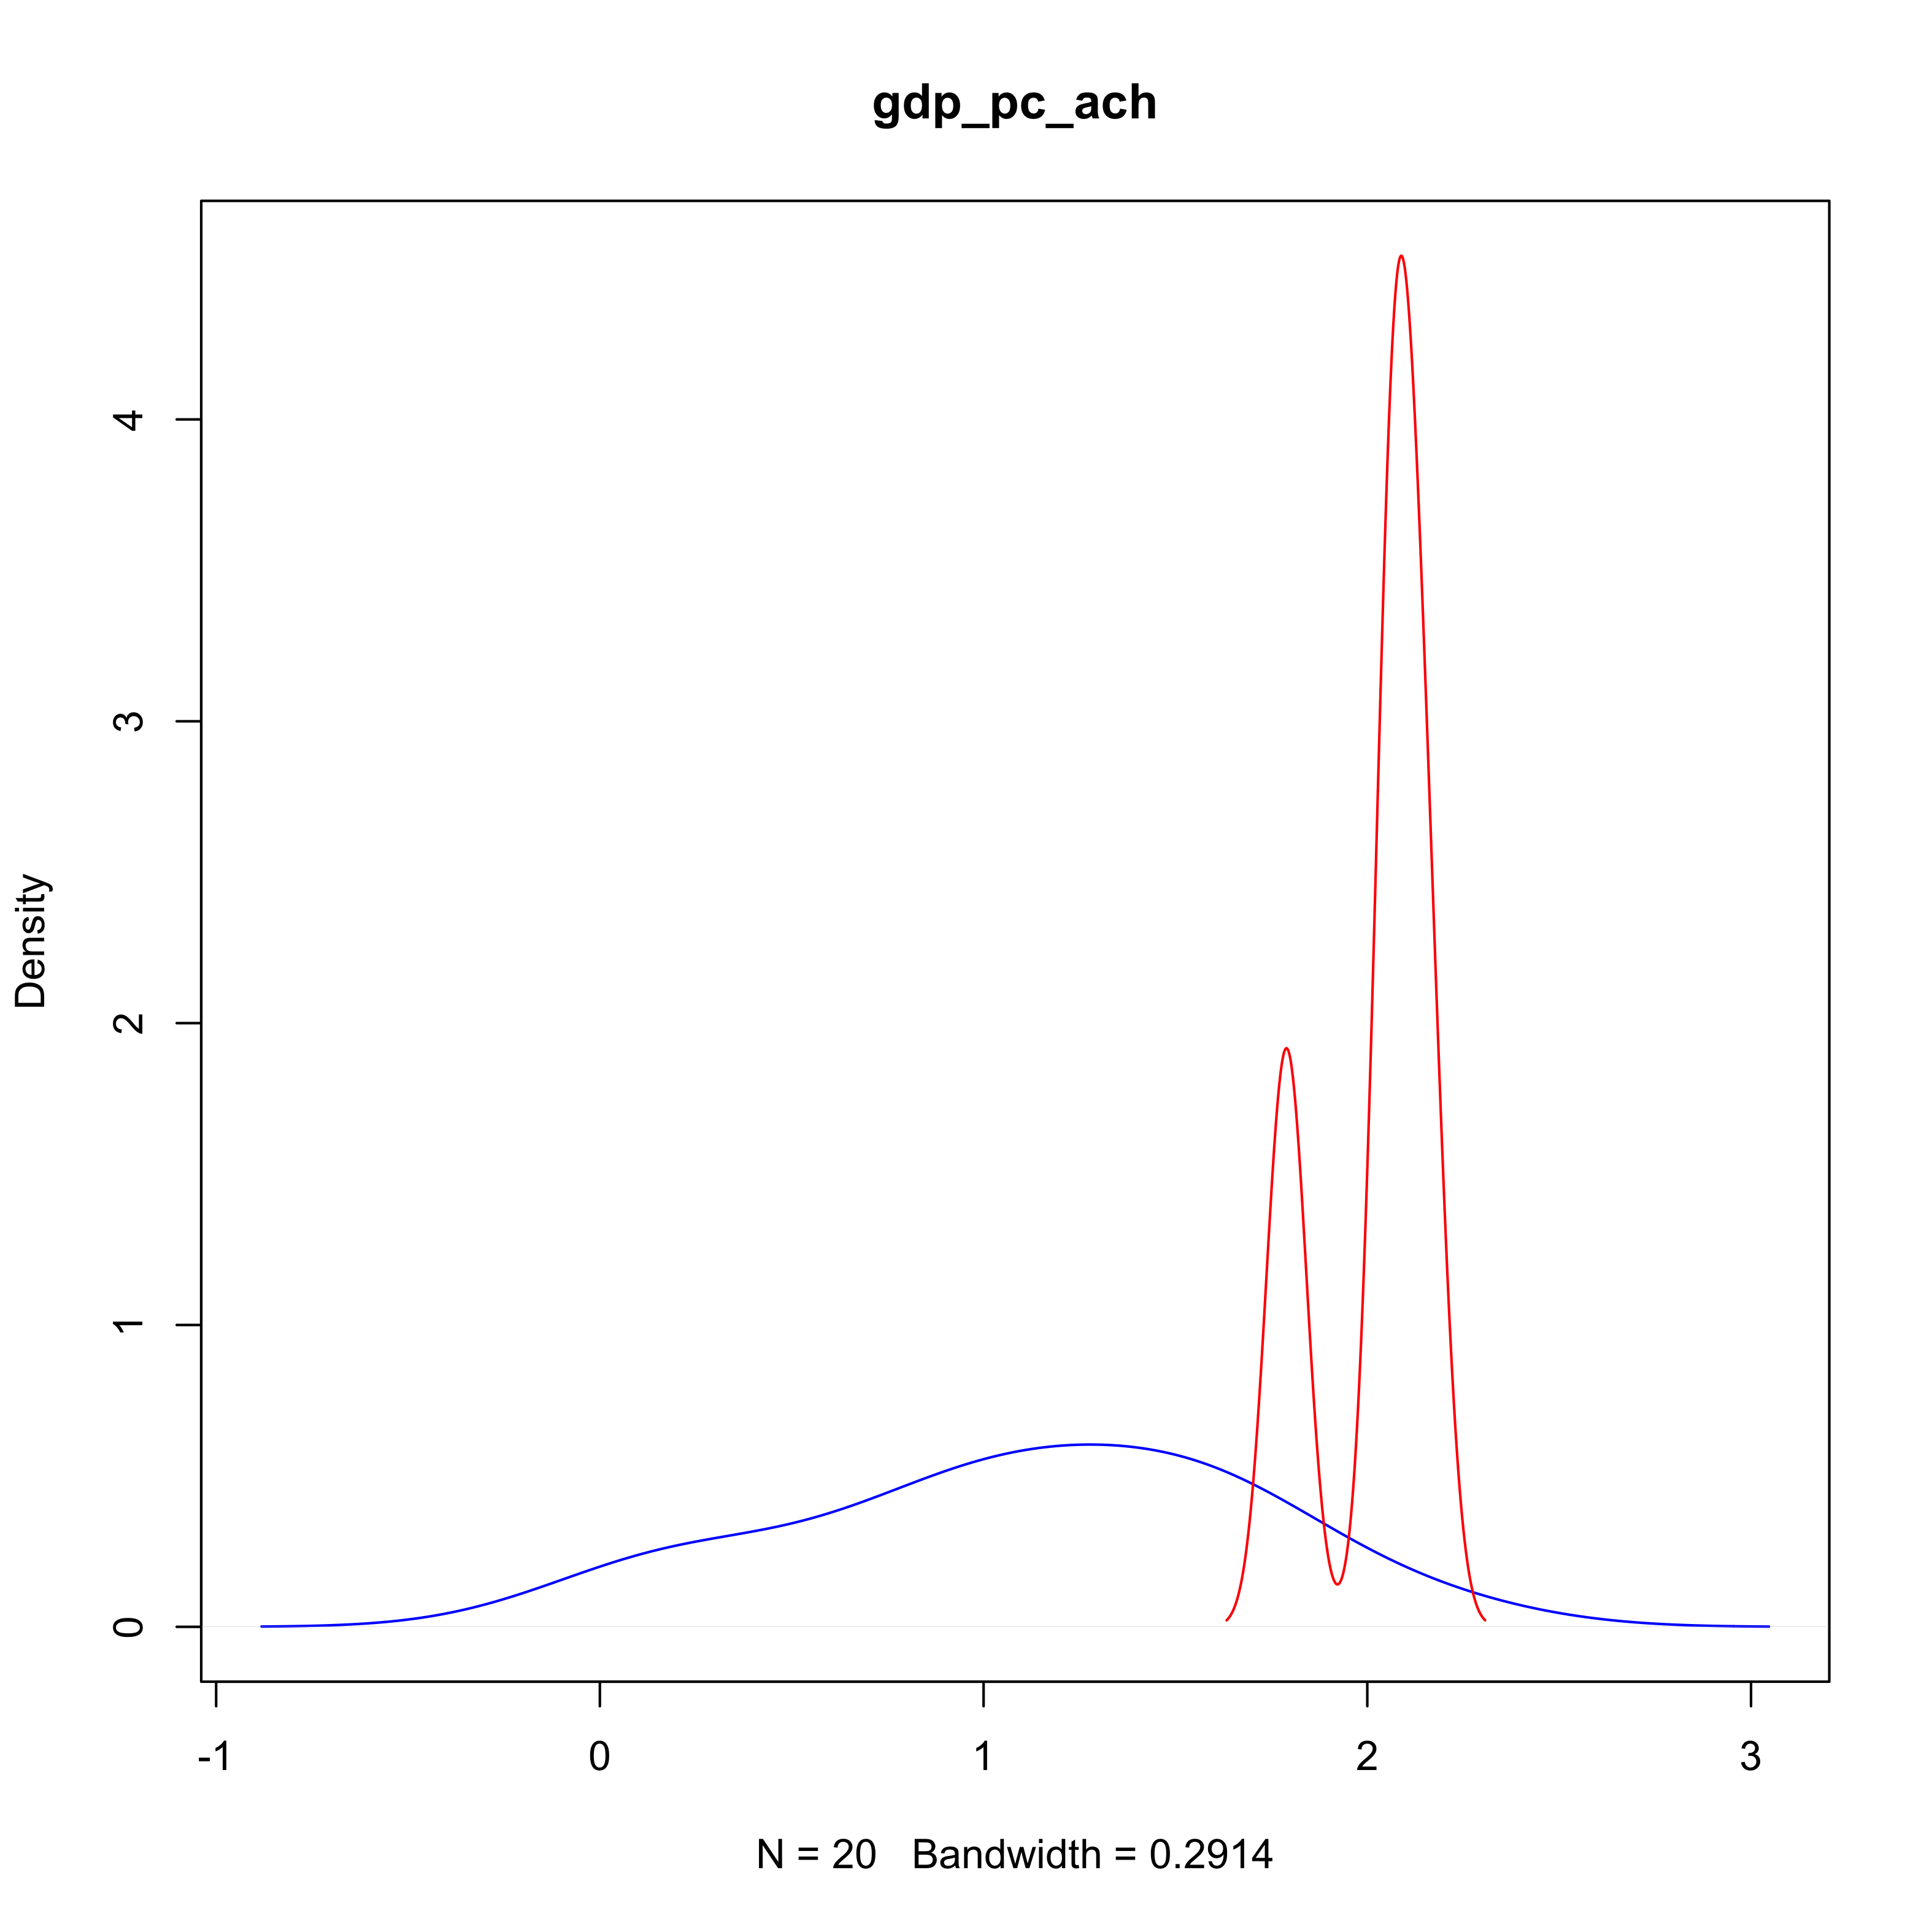 gdp_pc_ach
Density
4
3
2
1
0
-1 0 1 2 3
N = 20 Bandwidth = 0.2914